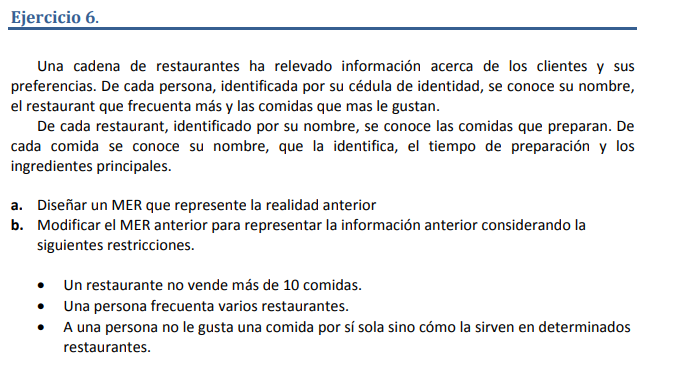 Ejercicio 6.
Una cadena de restaurantes ha relevado información acerca de los clientes y sus
preferencias. De cada persona, identificada por su cédula de identidad, se conoce su nombre,
el restaurant que frecuenta más y las comidas que mas le gustan.
De cada restaurant, identificado por su nombre, se conoce las comidas que preparan. De
cada comida se conoce su nombre, que la identifica, el tiempo de preparación y los
ingredientes principales.
a. Diseñar un MER que represente la realidad anterior
b. Modificar el MER anterior para representar la información anterior considerando la
siguientes restricciones.
• Un restaurante no vende más de 10 comidas.
• Una persona frecuenta varios restaurantes.
• A una persona no le gusta una comida por sí sola sino cómo la sirven en determinados
restaurantes.